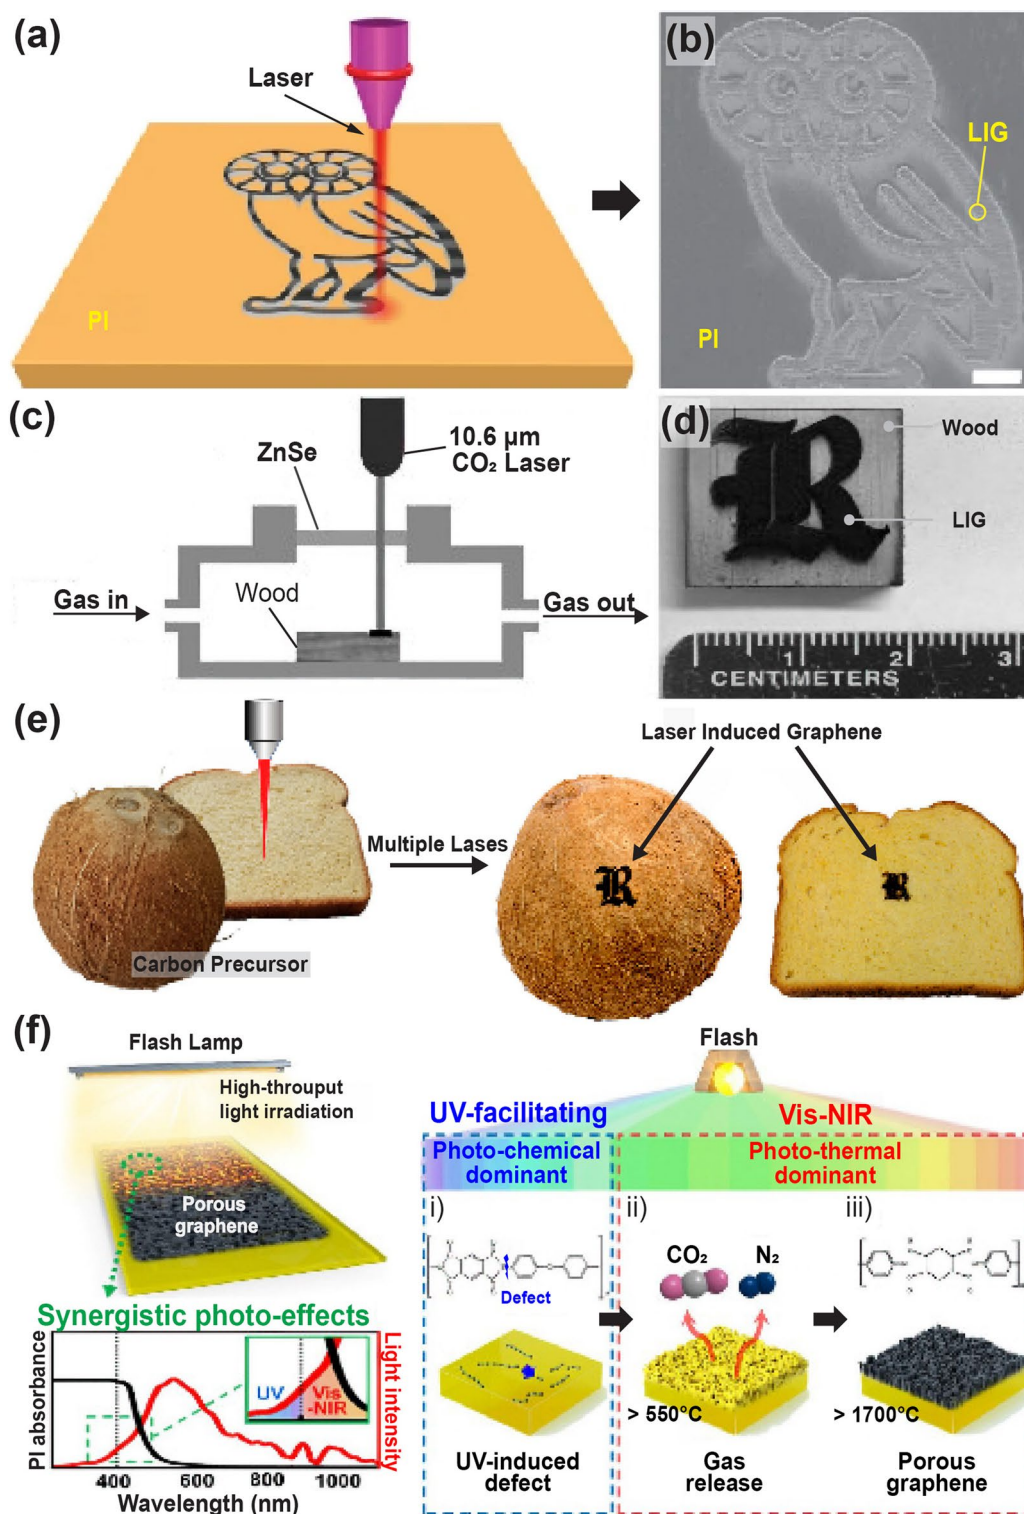 (a)
Laser
PI
(b)
LIG
PI
(c)
ZnSe
10.6 µm
CO₂ Laser
Wood
Gas in
Gas out
(d)
Wood
LIG
1 2 3
CENTIMETERS
(e)
Multiple Lases
Carbon Precursor
Laser Induced Graphene
R
R
(f)
Flash Lamp
High-throuput
light irradiation
Porous
graphene
Synergistic photo-effects
PI absorbance
Light intensity
UV
Vis
-NIR
400 600 800 1000
Wavelength (nm)
Flash
UV-facilitating
Vis-NIR
Photo-chemical
dominant
Photo-thermal
dominant
i)
ii)
iii)
Defect
CO₂
N₂
> 550°C
> 1700°C
UV-induced
defect
Gas
release
Porous
graphene